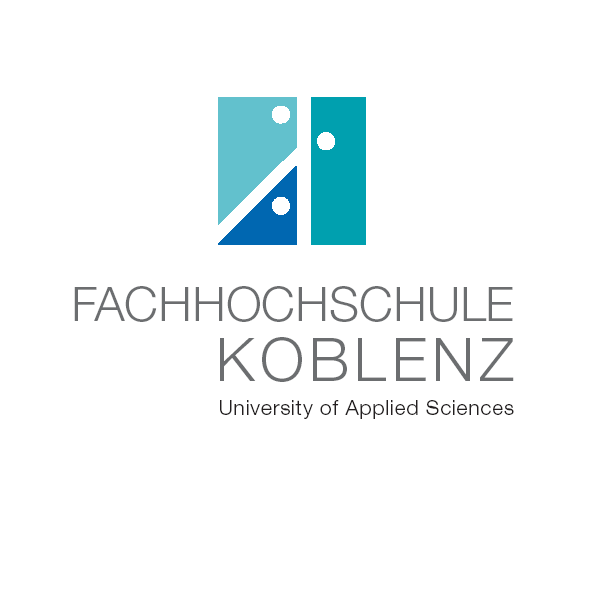 FACHHOCHSCHULE
KOBLENZ
University of Applied Sciences